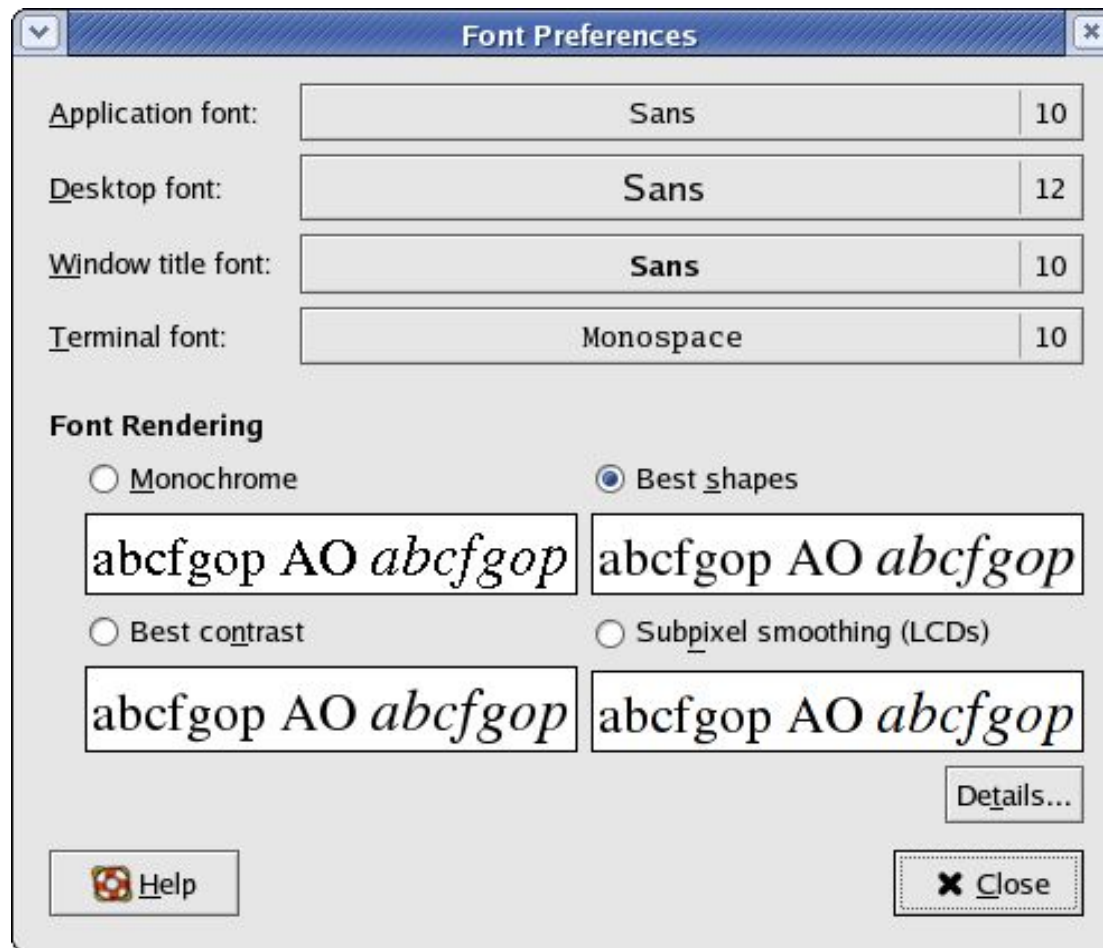 Font Preferences
Application font: Sans 10
Desktop font: Sans 12
Window title font: Sans 10
Terminal font: Monospace 10
Font Rendering
Monochrome Best shapes
abcfgop AO abcfgop abcfgop AO abcfgop
Best contrast Subpixel smoothing (LCDs)
abcfgop AO abcfgop abcfgop AO abcfgop
Details...
Help Close